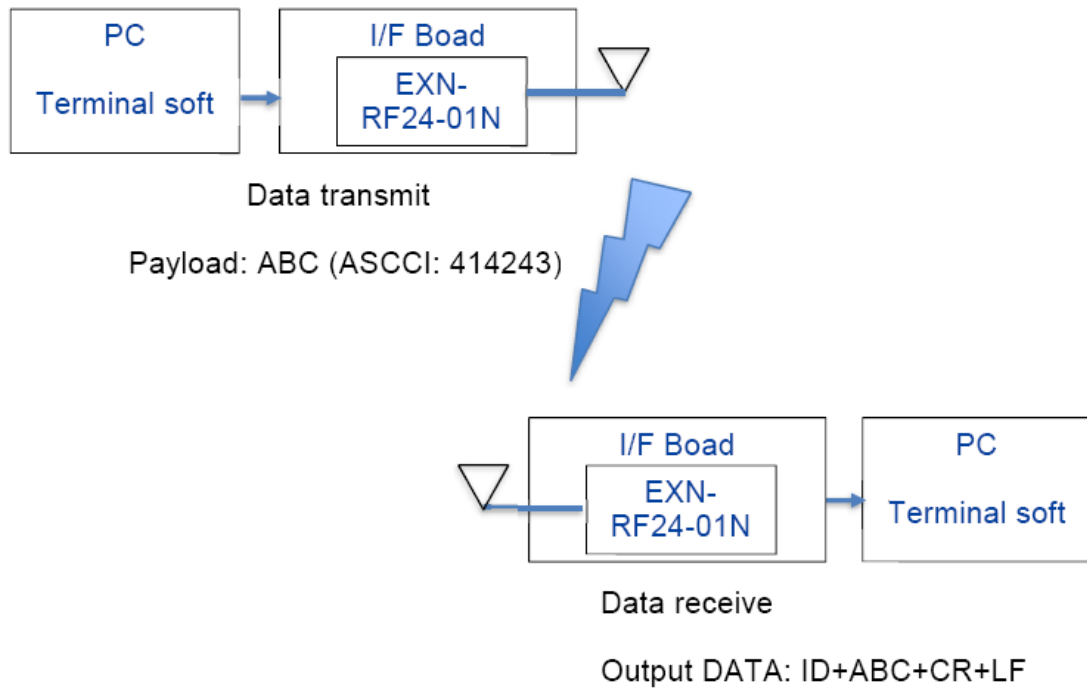 PC
Terminal soft
I/F Boad
EXN-
RF24-01N
Data transmit
Payload: ABC (ASCCI: 414243)
I/F Boad
EXN-
RF24-01N
PC
Terminal soft
Data receive
Output DATA: ID+ABC+CR+LF